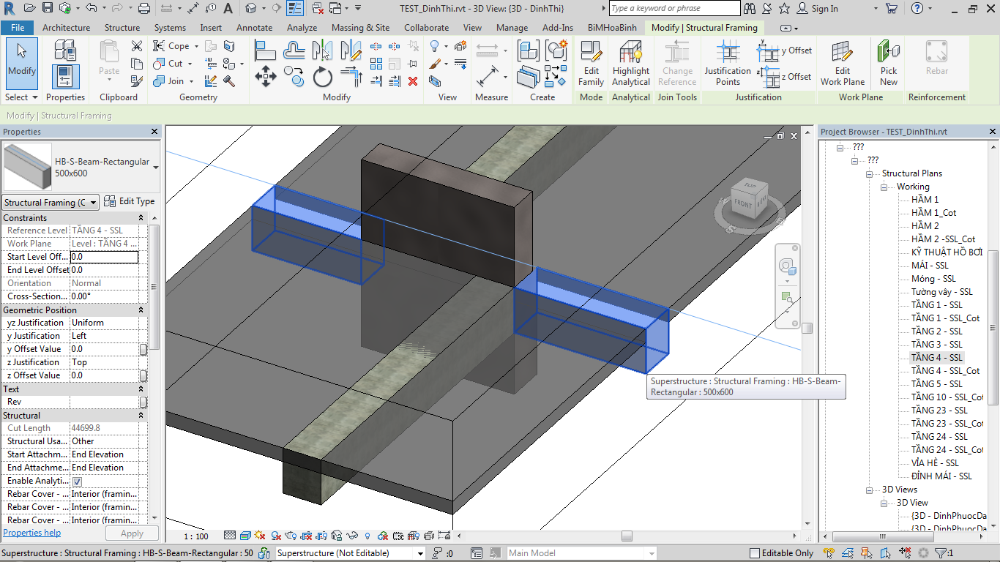 TEST_DinhThi.rvt - 3D View: {3D - DinhThi}
Type a keyword or phrase
Sign In
File
Architecture
Structure
Systems
Insert
Annotate
Analyze
Massing & Site
Collaborate
View
Manage
Add-Ins
BiMHoaBinh
Modify | Structural Framing
Modify
Properties
Paste
Cope
Cut
Join
Edit
Family
Highlight
Analytical
Change
Reference
Justification
Points
y Offset
z Offset
Edit
Work Plane
Pick
New
Rebar
Select
Properties
Clipboard
Geometry
Modify
View
Measure
Create
Mode
Analytical
Join Tools
Justification
Work Plane
Reinforcement
Modify | Structural Framing
Properties
HB-S-Beam-Rectangular
500x600
Structural Framing (C
Edit Type
Constraints
Reference Level TẦNG 4 - SSL
Work Plane Level : TẦNG 4 ...
Start Level Off... 0.0
End Level Offset 0.0
Orientation Normal
Cross-Section... 0.00°
Geometric Position
yz Justification Uniform
y Justification Left
y Offset Value 0.0
z Justification Top
z Offset Value 0.0
Text
Rev
Structural
Cut Length 44699.8
Structural Usa... Other
Start Attachm... End Elevation
End Attachme... End Elevation
Enable Analyti...
Rebar Cover - ... Interior (framin...
Rebar Cover - ... Interior (framin...
Rebar Cover - ... Interior (framin...
Properties help
Apply
TOP
FRONT
S
Superstructure : Structural Framing : HB-S-Beam-
Rectangular : 500x600
1 : 100
Project Browser - TEST_DinhThi.rvt
???
???
Structural Plans
Working
HẦM 1
HẦM 1_Cot
HẦM 2
HẦM 2 -SSL_Cot
KỸ THUẬT HỒ BƠI
MÁI - SSL
Móng - SSL
Tường vây - SSL
TẦNG 1 - SSL
TẦNG 1 - SSL_Cot
TẦNG 2 - SSL
TẦNG 3 - SSL
TẦNG 4 - SSL
TẦNG 4 - SSL_Cot
TẦNG 5 - SSL
TẦNG 10 - SSL_Cot
TẦNG 23 - SSL
TẦNG 23 - SSL_Cot
TẦNG 24 - SSL
TẦNG 24 - SSL_Cot
VỈA HÈ - SSL
ĐỈNH MÁI - SSL
3D Views
3D View
{3D - DinhPhuocDa
{3D - DinhPhuocDa
Superstructure : Structural Framing : HB-S-Beam-Rectangular : 50
Superstructure (Not Editable)
:0
Main Model
Editable Only
:1